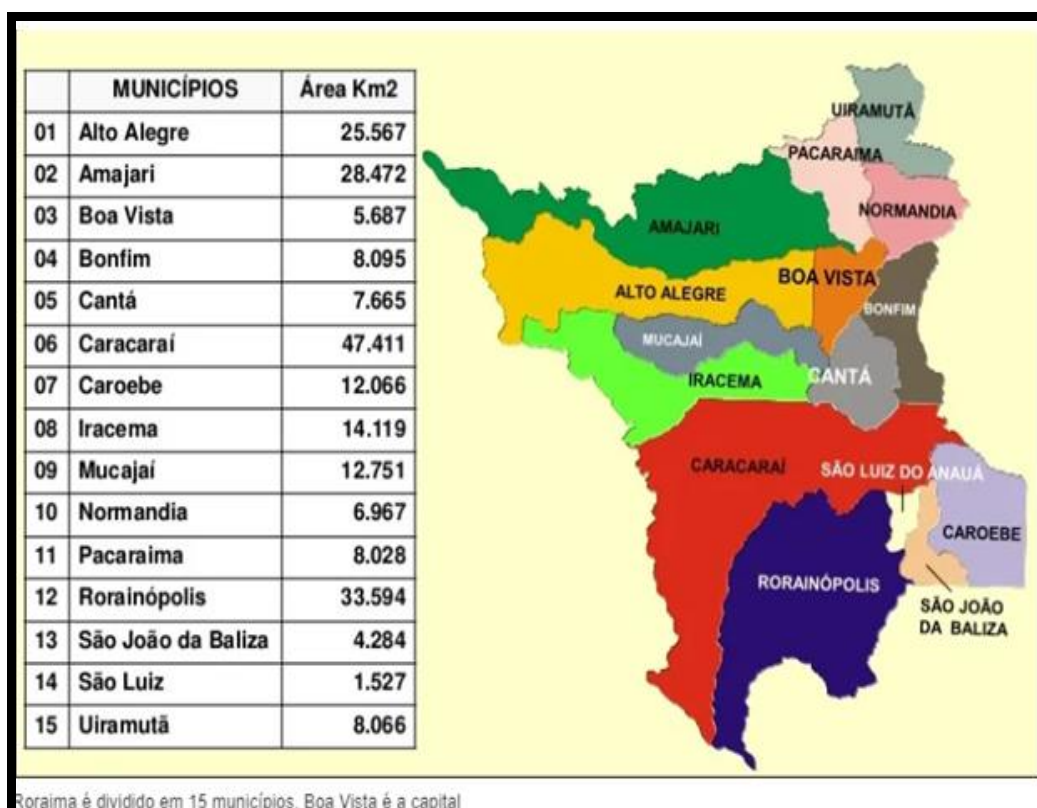 MUNICÍPIOS Área Km2
01 Alto Alegre 25.567
02 Amajari 28.472
03 Boa Vista 5.687
04 Bonfim 8.095
05 Cantá 7.665
06 Caracaraí 47.411
07 Caroebe 12.066
08 Iracema 14.119
09 Mucajaí 12.751
10 Normandia 6.967
11 Pacaraima 8.028
12 Rorainópolis 33.594
13 São João da Baliza 4.284
14 São Luiz 1.527
15 Uiramutã 8.066
UIRAMUTÃ
PACARAIMA
NORMANDIA
AMAJARI
BOA VISTA
ALTO ALEGRE
BONFIM
MUCAJAÍ
CANTÁ
IRACEMA
CARACARAÍ
SÃO LUIZ DO ANAUÁ
CAROEBE
RORAINÓPOLIS
SÃO JOÃO
DA BALIZA
Roraima é dividido em 15 municípios. Boa Vista é a capital